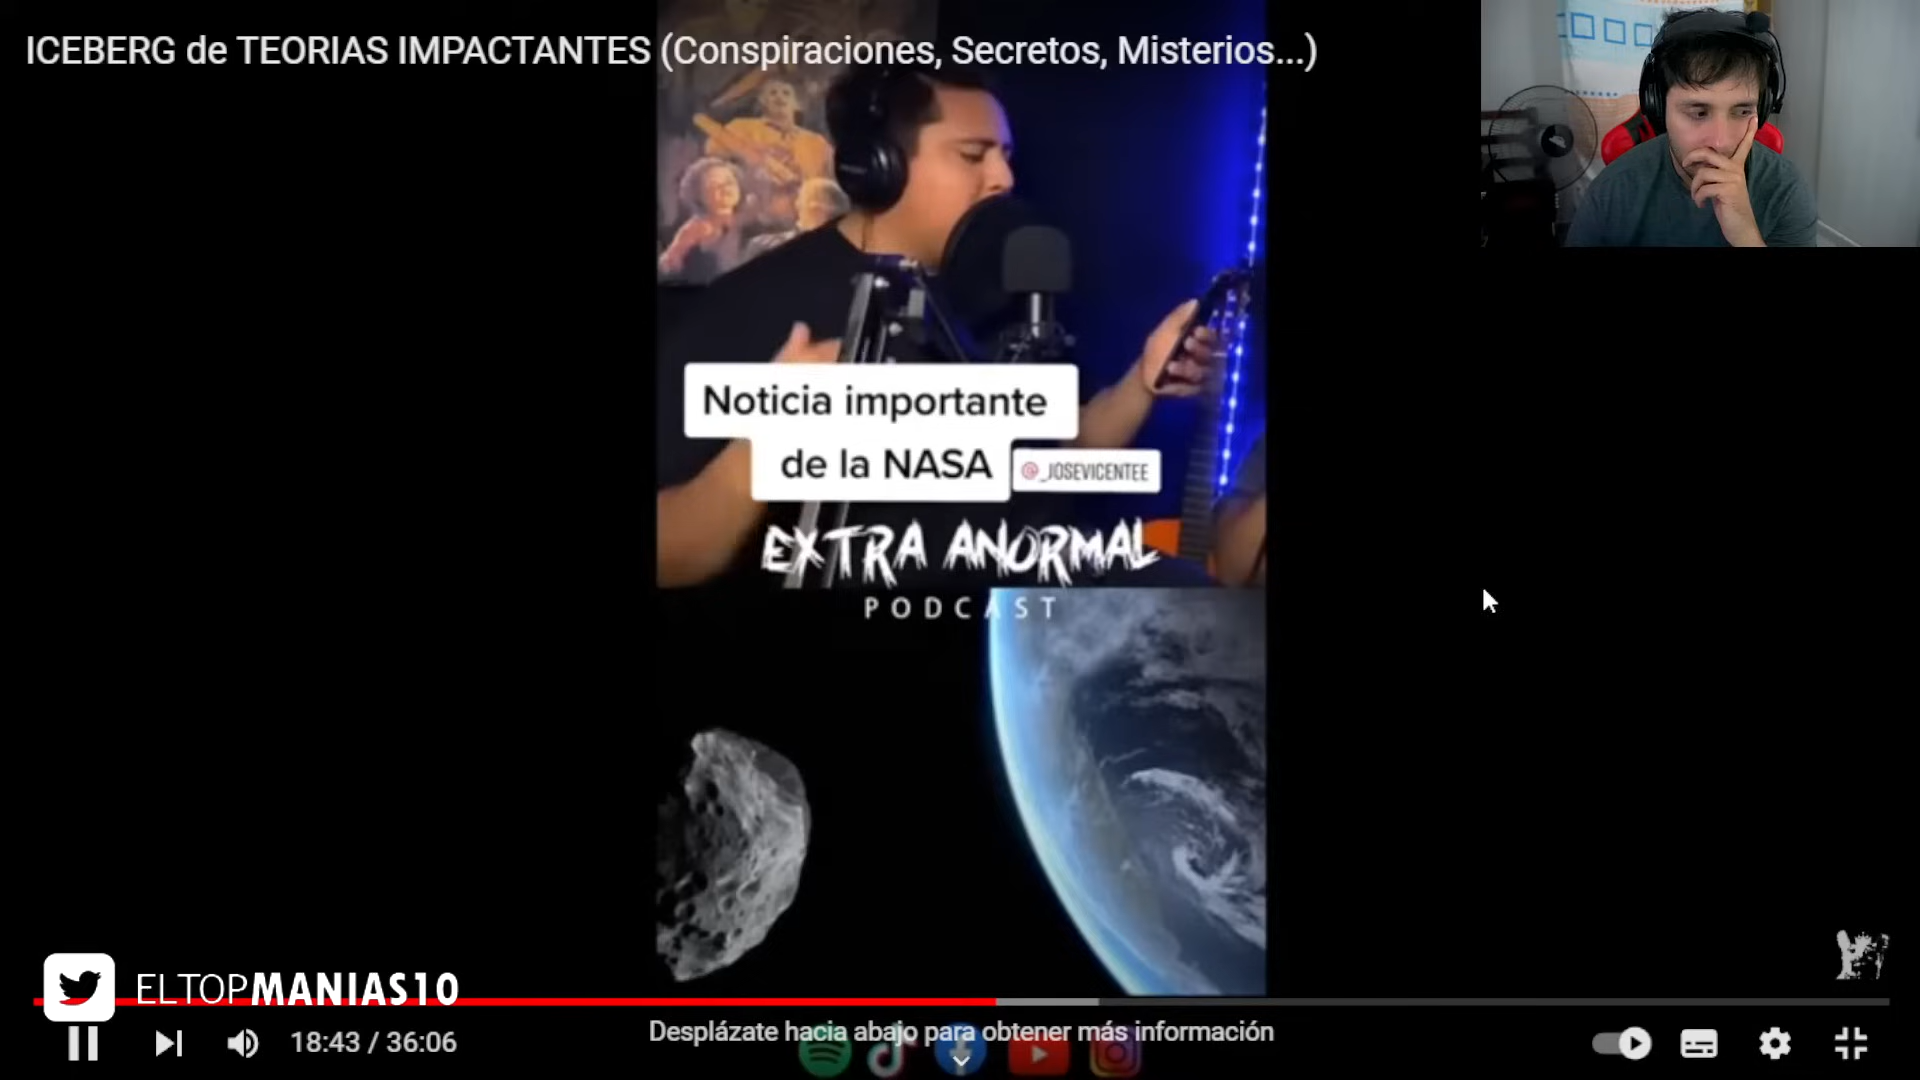 ICEBERG de TEORIAS IMPACTANTES (Conspiraciones, Secretos, Misterios...)
Noticia importante
de la NASA
@_JOSEVICENTEE
EXTRA ANORMAL
PODCAST
ELTOPMANIAS10
18:43 / 36:06
Desplázate hacia abajo para obtener más información